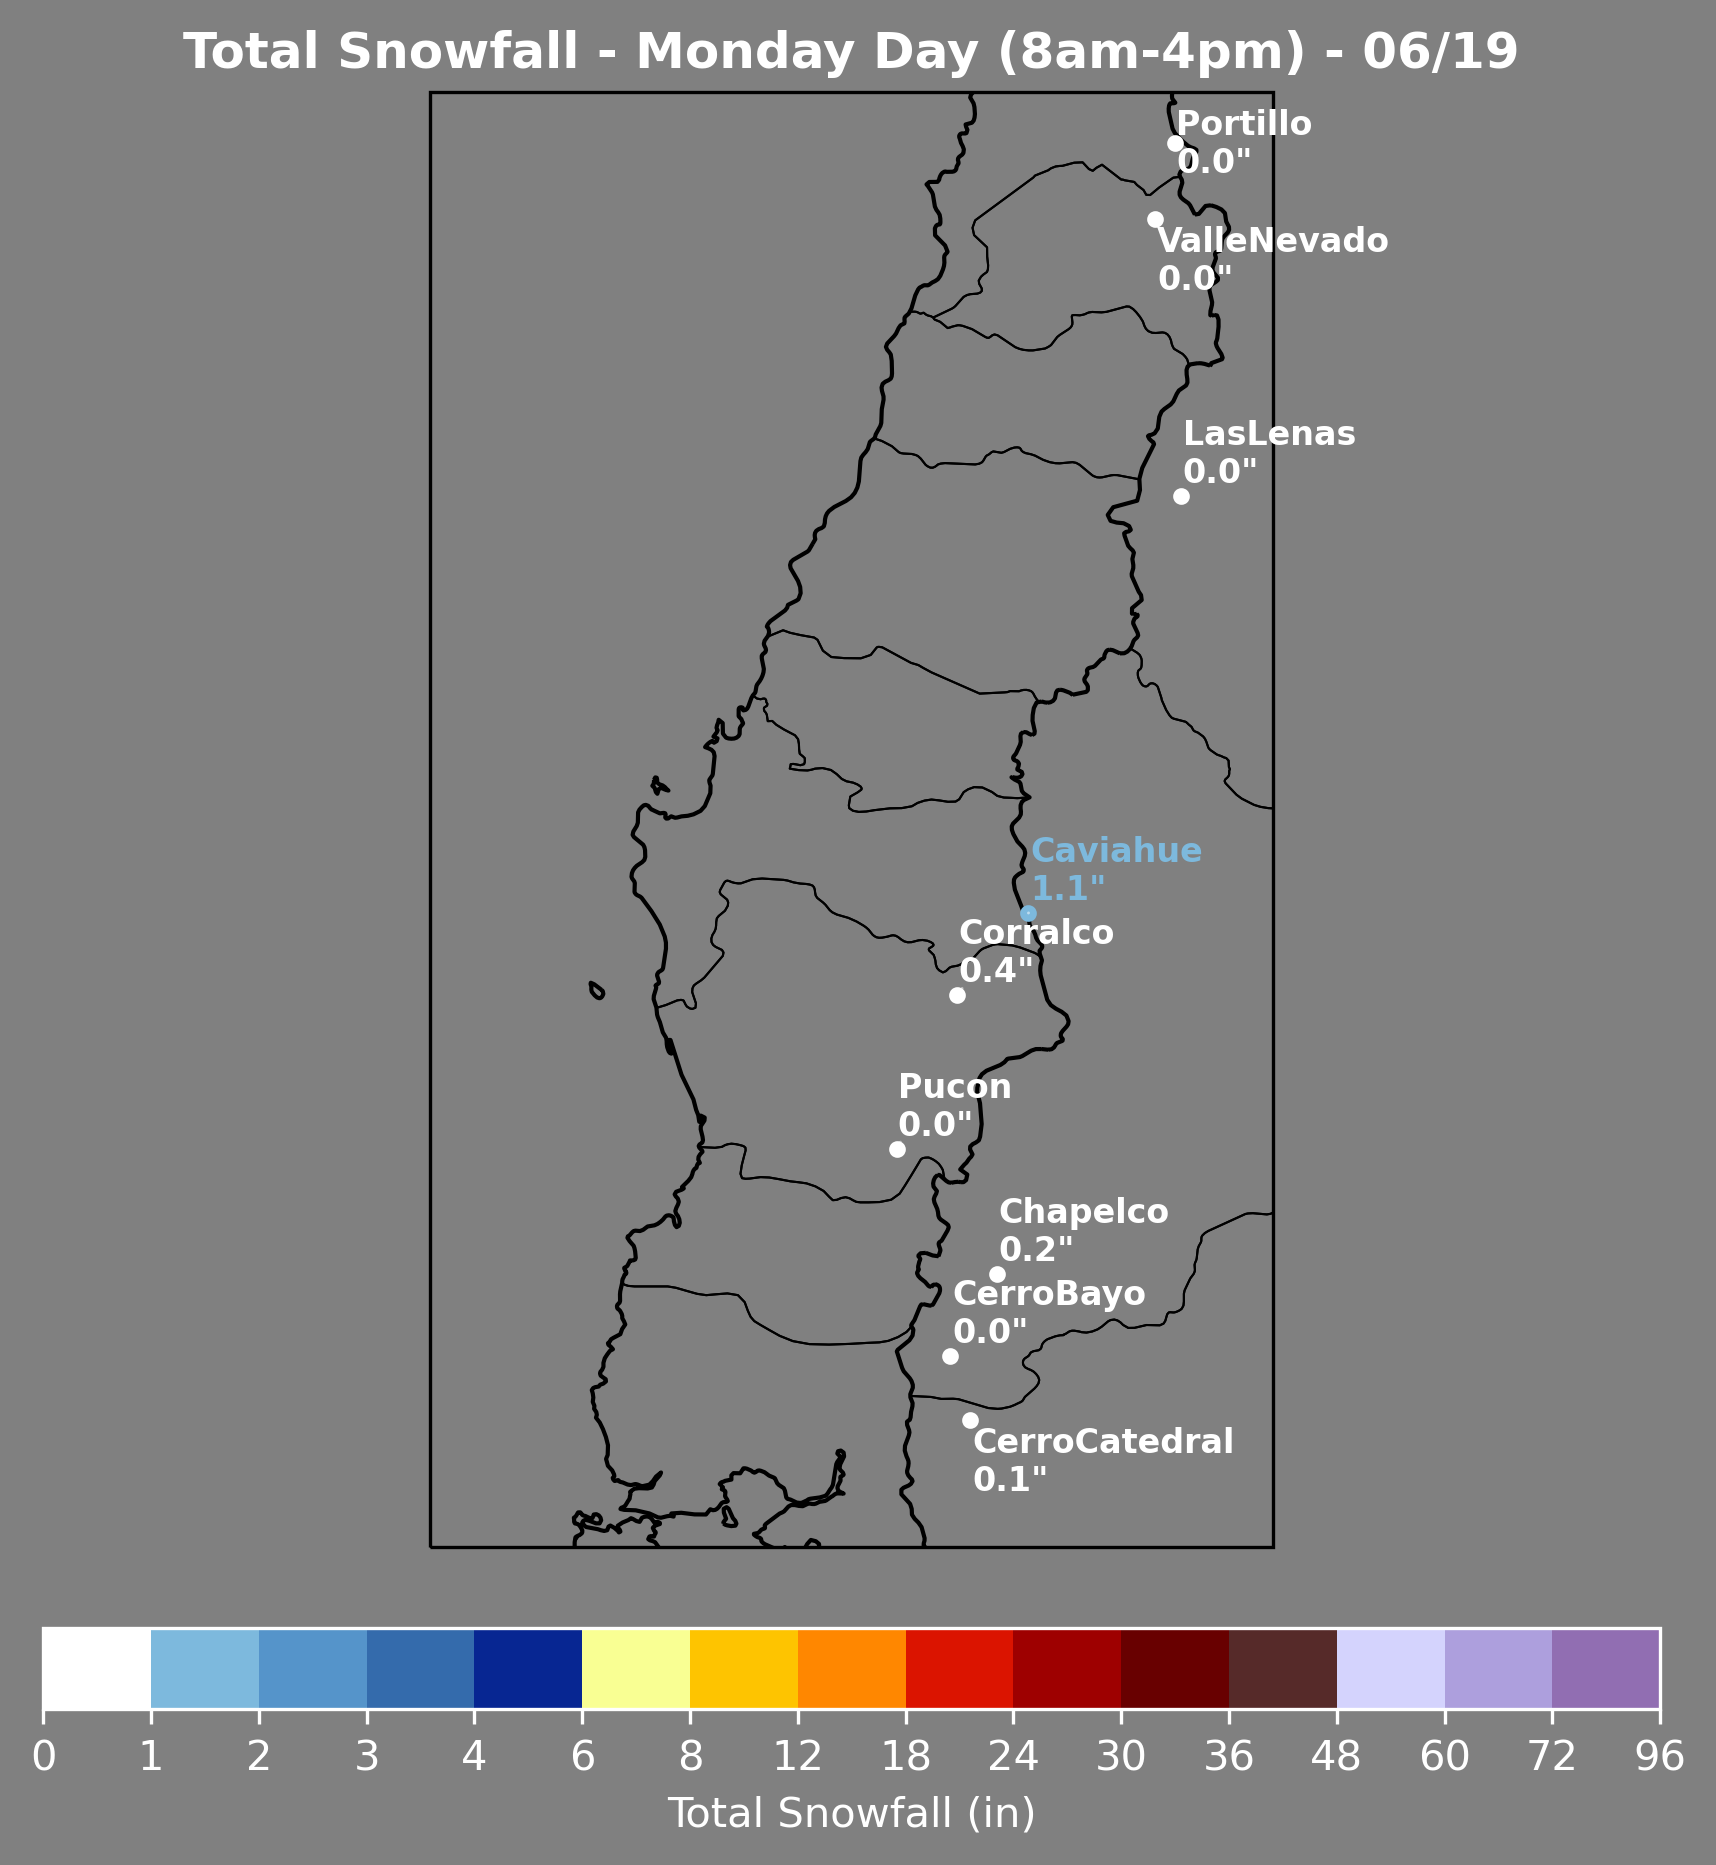 Total Snowfall - Monday Day (8am-4pm) - 06/19
Portillo
0.0"
ValleNevado
0.0"
LasLenas
0.0"
Caviahue
1.1"
Corralco
0.4"
Pucon
0.0"
Chapelco
0.2"
CerroBayo
0.0"
CerroCatedral
0.1"
0 1 2 3 4 6 8 12 18 24 30 36 48 60 72 96
Total Snowfall (in)